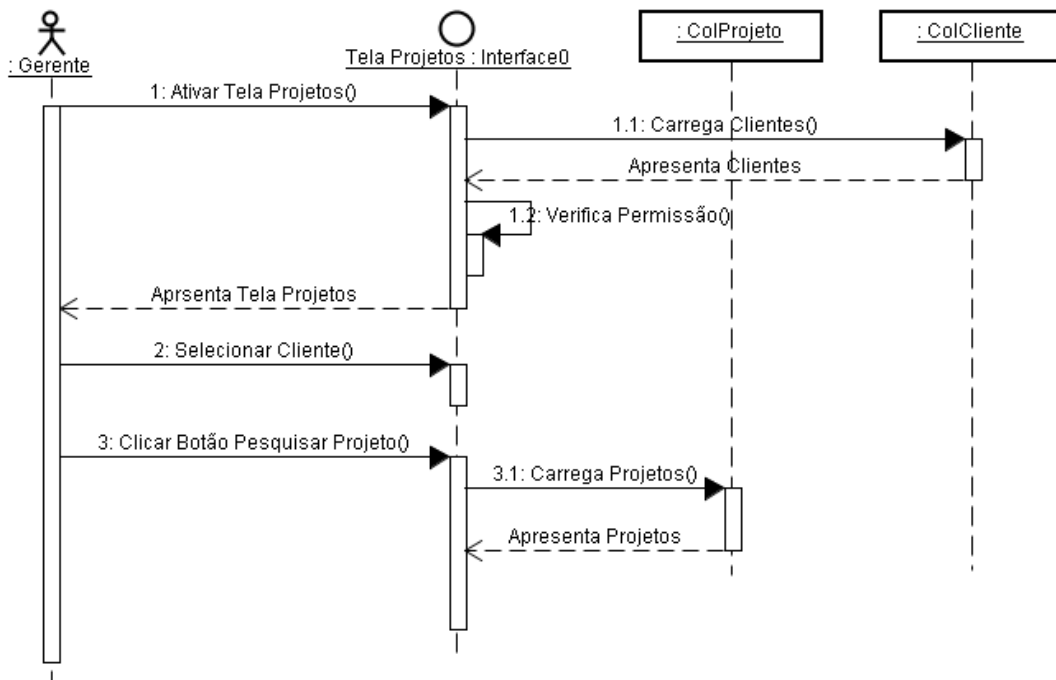 : Gerente
Tela Projetos : Interface0
: ColProjeto
: ColCliente
1: Ativar Tela Projetos()
1.1: Carrega Clientes()
Apresenta Clientes
1.2: Verifica Permissão()
Aprsenta Tela Projetos
2: Selecionar Cliente()
3: Clicar Botão Pesquisar Projeto()
3.1: Carrega Projetos()
Apresenta Projetos